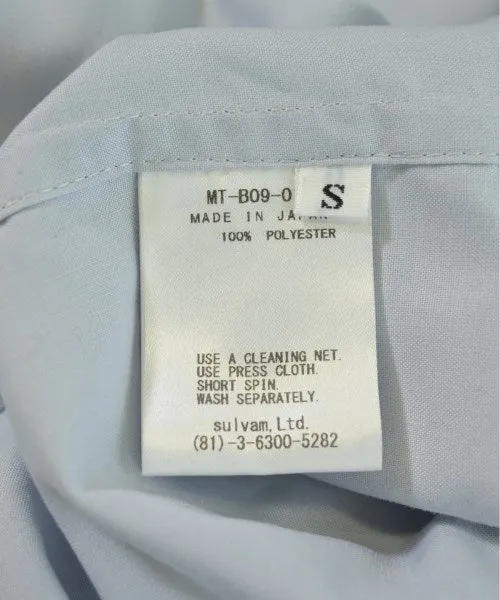 MT-B09-0
S
MADE IN JAPAN
100% POLYESTER
USE A CLEANING NET.
USE PRESS CLOTH.
SHORT SPIN.
WASH SEPARATELY.
sulvam, Ltd.
(81)-3-6300-5282